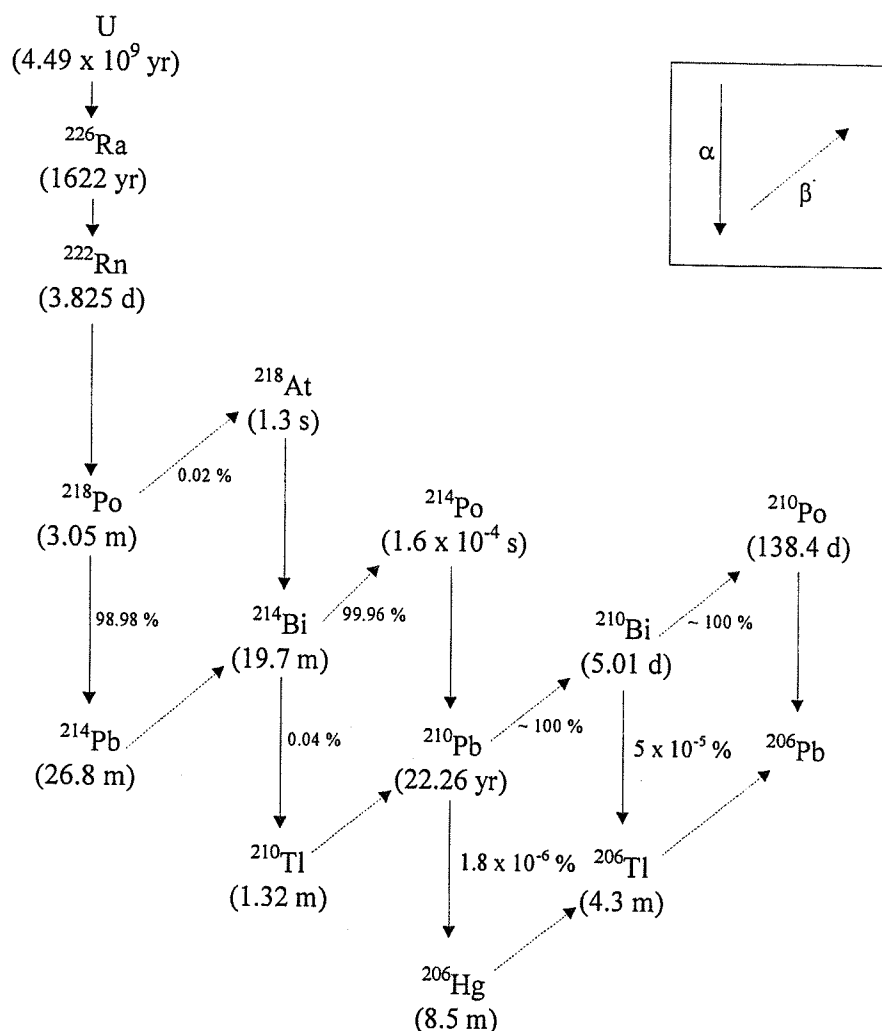 U
(4.49 x 10⁹ yr)
²²⁶Ra
(1622 yr)
²²²Rn
(3.825 d)
α
β⁻
²¹⁸At
(1.3 s)
0.02 %
²¹⁸Po
(3.05 m)
²¹⁴Po
(1.6 x 10⁻⁴ s)
²¹⁰Po
(138.4 d)
98.98 %
²¹⁴Bi
(19.7 m)
99.96 %
²¹⁰Bi
(5.01 d)
~ 100 %
²¹⁴Pb
(26.8 m)
0.04 %
²¹⁰Pb
(22.26 yr)
~ 100 %
5 x 10⁻⁵ %
²⁰⁶Pb
²¹⁰Tl
(1.32 m)
1.8 x 10⁻⁶ %
²⁰⁶Tl
(4.3 m)
²⁰⁶Hg
(8.5 m)